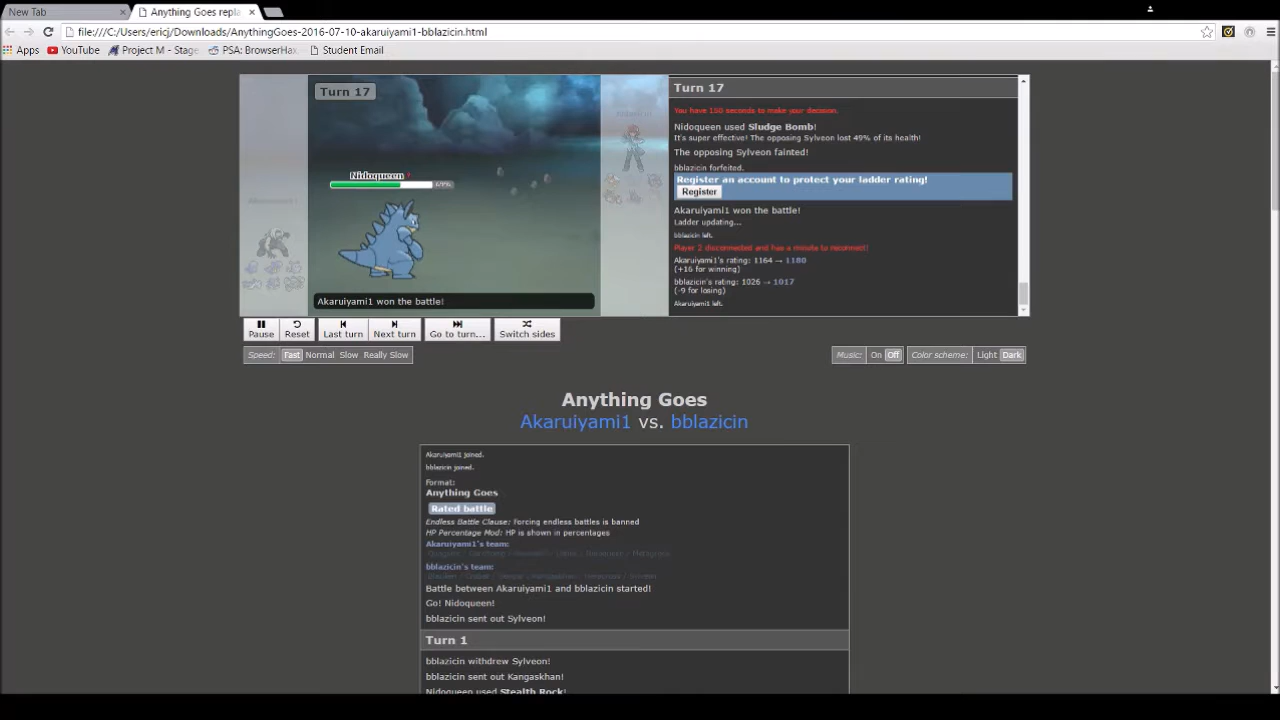 New Tab
Anything Goes repla
file:///C:/Users/ericj/Downloads/AnythingGoes-2016-07-10-akaruiyami1-bblazicin.html
Apps YouTube Project M - Stage PSA: BrowserHax Student Email
Turn 17
Nidoqueen
Akaruiyami1 won the battle!
Turn 17
You have 150 seconds to make your decision.
Nidoqueen used Sludge Bomb!
It's super effective! The opposing Sylveon lost 49% of its health!
The opposing Sylveon fainted!
bblazicin forfeited.
Register an account to protect your ladder rating!
Register
Akaruiyami1 won the battle!
Ladder updating...
bblazicin left.
Player 2 disconnected and has a minute to reconnect!
Akaruiyami1's rating: 1164 → 1180
(+16 for winning)
bblazicin's rating: 1026 → 1017
(-9 for losing)
Akaruiyami1 left.
Pause Reset Last turn Next turn Go to turn... Switch sides
Speed: Fast Normal Slow Really Slow
Music: On Off Color scheme: Light Dark
Anything Goes
Akaruiyami1 vs. bblazicin
Akaruiyami1 joined.
bblazicin joined.
Format:
Anything Goes
Rated battle
Endless Battle Clause: Forcing endless battles is banned
HP Percentage Mod: HP is shown in percentages
Akaruiyami1's team:
bblazicin's team:
Battle between Akaruiyami1 and bblazicin started!
Go! Nidoqueen!
bblazicin sent out Sylveon!
Turn 1
bblazicin withdrew Sylveon!
bblazicin sent out Kangaskhan!
Nidoqueen used Stealth Rock!